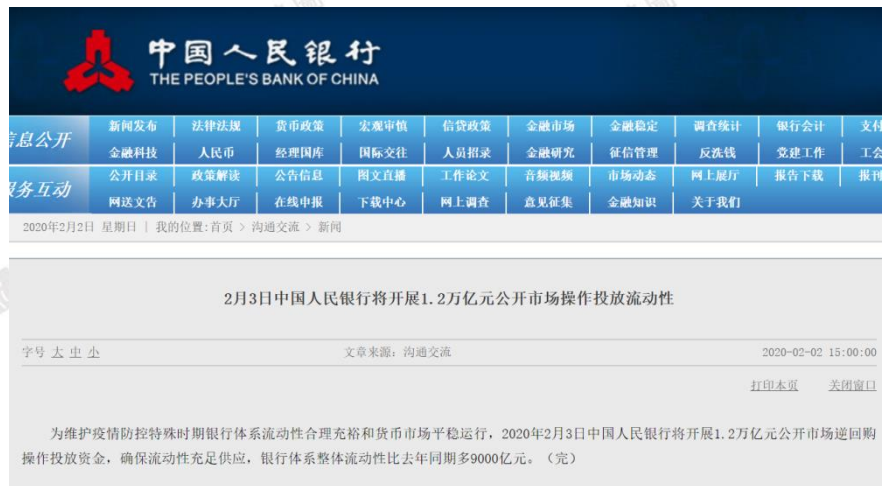 中国人民银行
THE PEOPLE'S BANK OF CHINA
信息公开 新闻发布 法律法规 货币政策 宏观审慎 信贷政策 金融市场 金融稳定 调查统计 银行会计 支付
金融科技 人民币 经理国库 国际交往 人员招录 金融研究 征信管理 反洗钱 党建工作 工会
服务互动 公开目录 政策解读 公告信息 图文直播 工作论文 音频视频 市场动态 网上展厅 报告下载 报刊
网送文告 办事大厅 在线申报 下载中心 网上调查 意见征集 金融知识 关于我们
2020年2月2日 星期日 | 我的位置:首页 > 沟通交流 > 新闻
2月3日中国人民银行将开展1.2万亿元公开市场操作投放流动性
字号 大 中 小 文章来源：沟通交流 2020-02-02 15:00:00
打印本页 关闭窗口
为维护疫情防控特殊时期银行体系流动性合理充裕和货币市场平稳运行，2020年2月3日中国人民银行将开展1.2万亿元公开市场逆回购
操作投放资金，确保流动性充足供应，银行体系整体流动性比去年同期多9000亿元。（完）